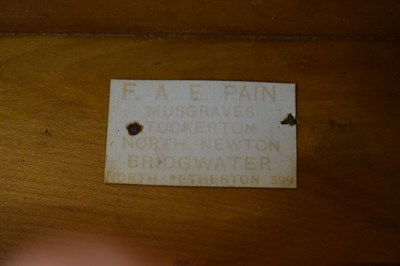 F. A E. PAIN
MUSGRAVES
TUCKERTON
NORTH NEWTON
BRIDGWATER
NORTH PETHERTON 399